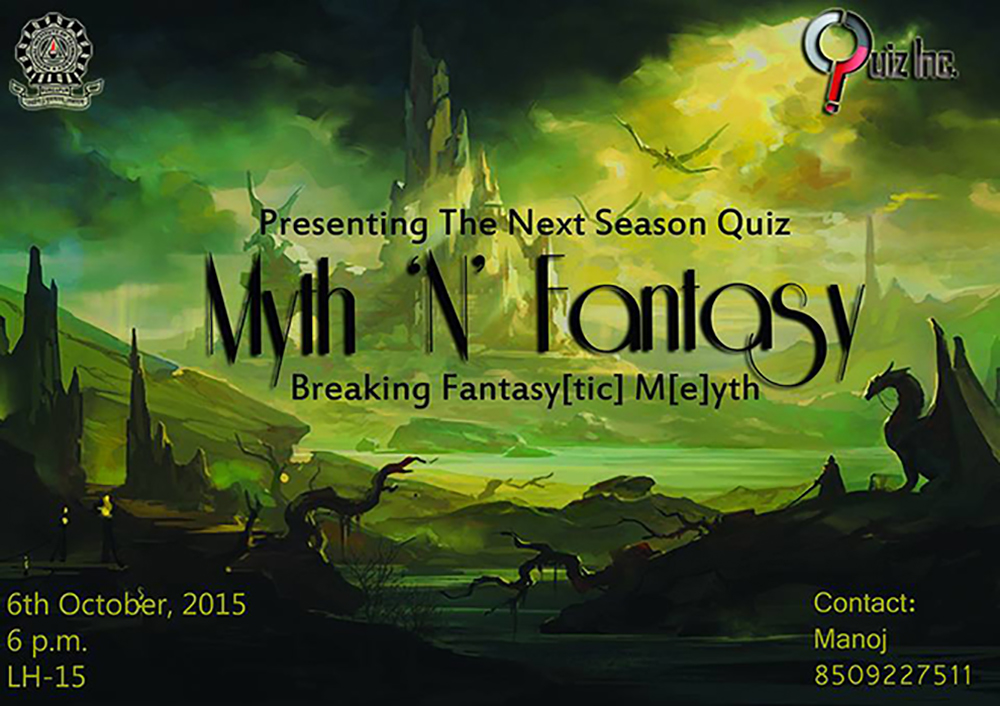 Quiz Inc.
Presenting The Next Season Quiz
Myth 'N' Fantasy
Breaking Fantasy[tic] M[e]yth
6th October, 2015
6 p.m.
LH-15
Contact:
Manoj
8509227511